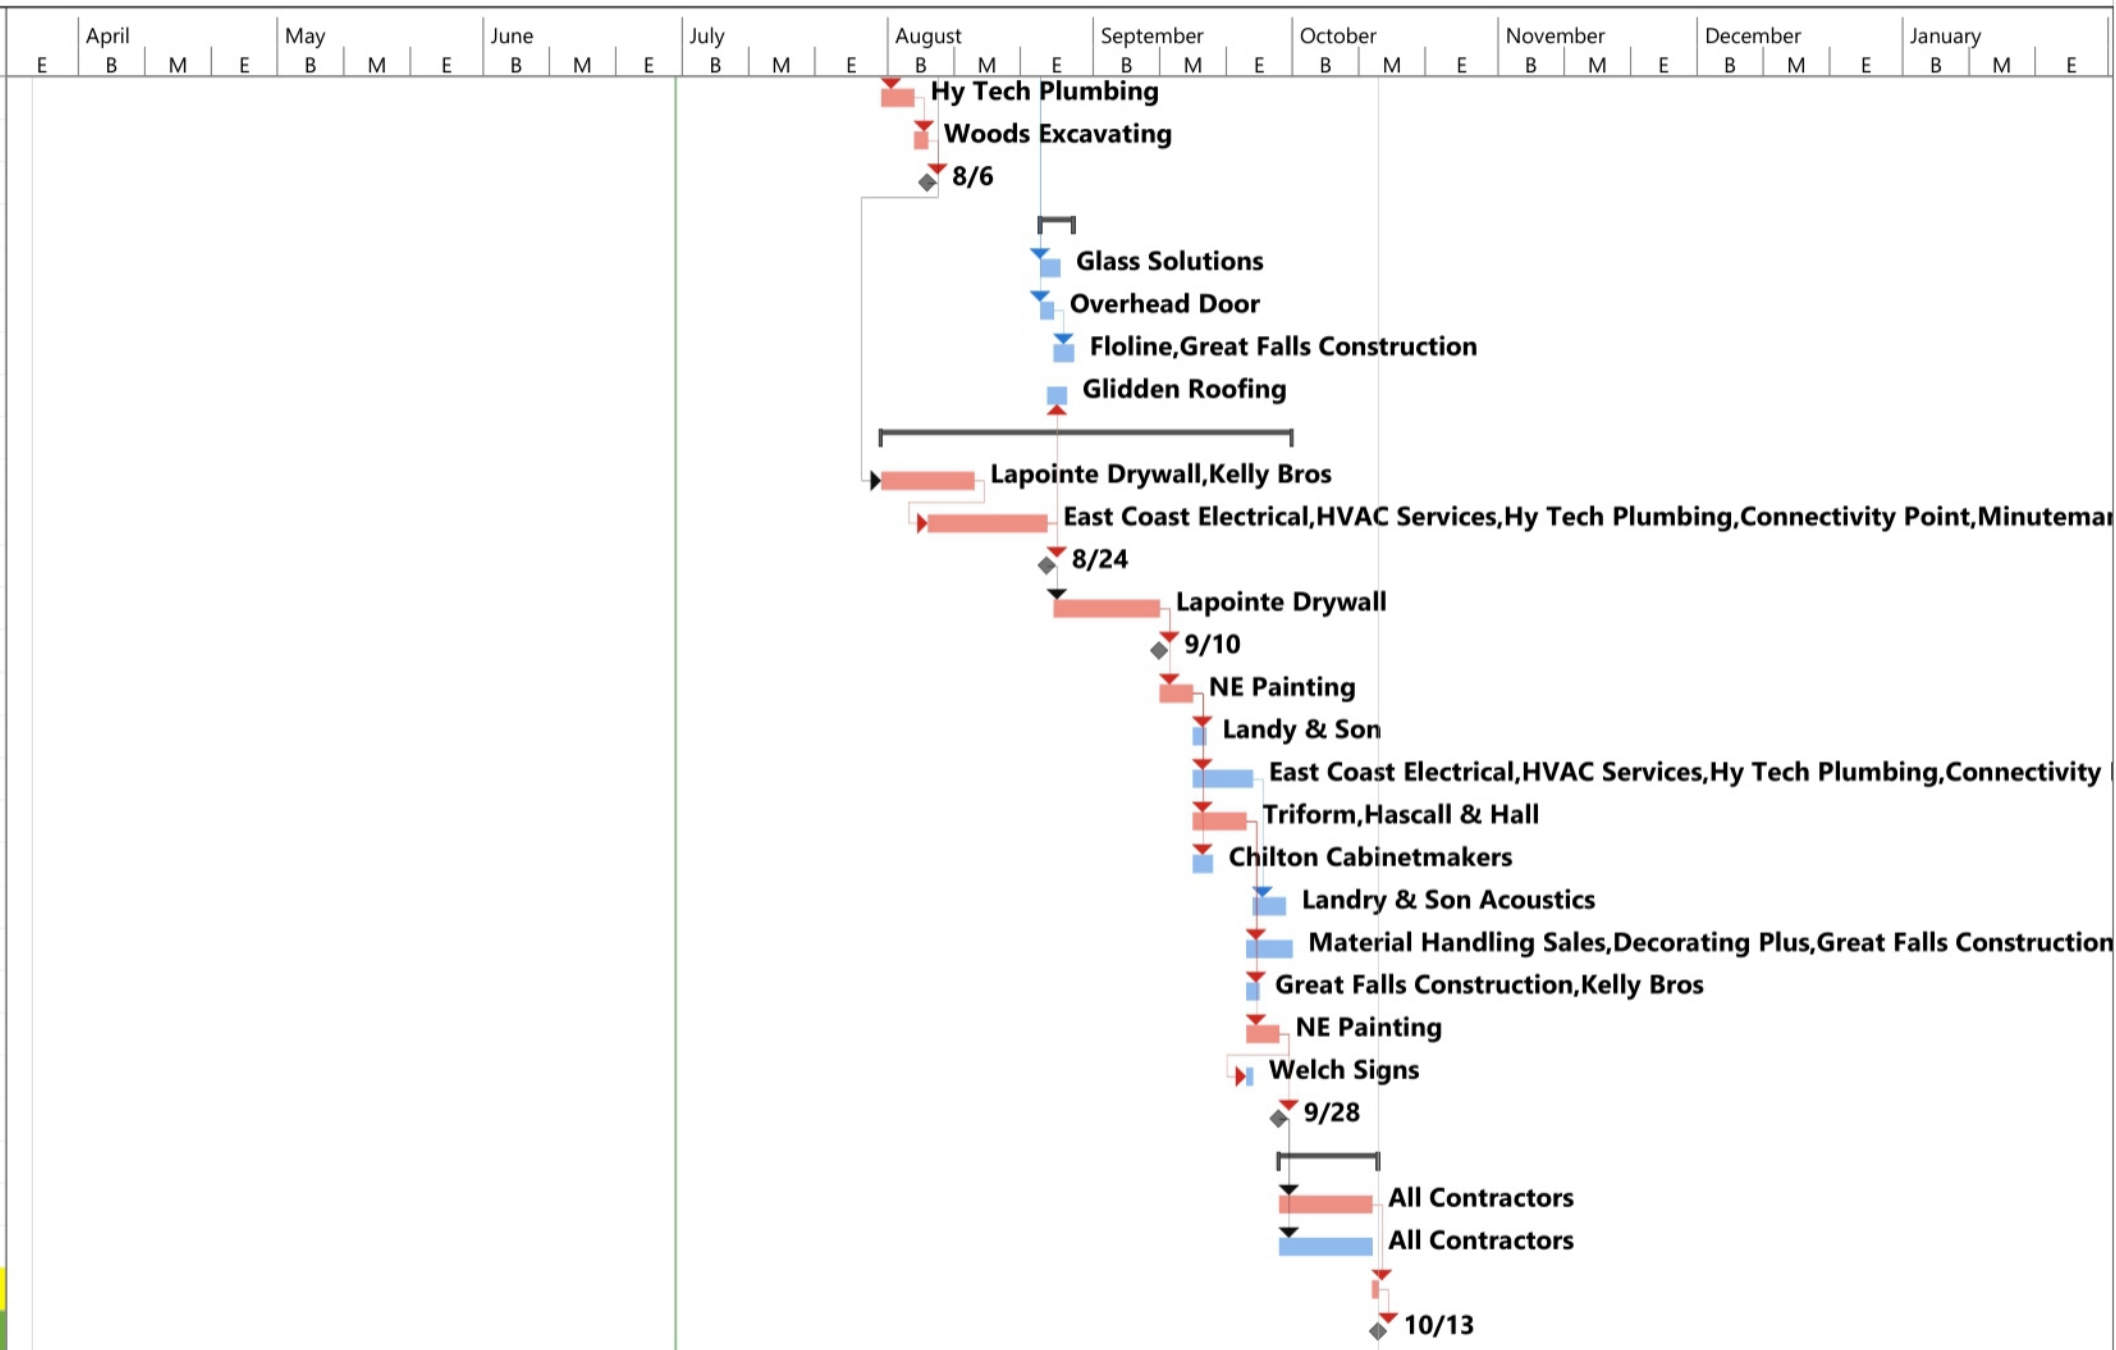 April May June July August September October November December January
E B M E B M E B M E B M E B M E B M E B M E B M E B M E B M E
Hy Tech Plumbing
Woods Excavating
8/6
Glass Solutions
Overhead Door
Floline,Great Falls Construction
Glidden Roofing
Lapointe Drywall,Kelly Bros
East Coast Electrical,HVAC Services,Hy Tech Plumbing,Connectivity Point,
8/24
Lapointe Drywall
9/10
NE Painting
Landy & Son
East Coast Electrical,HVAC Services,Hy Tech Plumbing,Connectivity
Triform,Hascall & Hall
Chilton Cabinetmakers
Landry & Son Acoustics
Material Handling Sales,Decorating Plus,Great Falls Construction
Great Falls Construction,Kelly Bros
NE Painting
Welch Signs
9/28
All Contractors
All Contractors
10/13